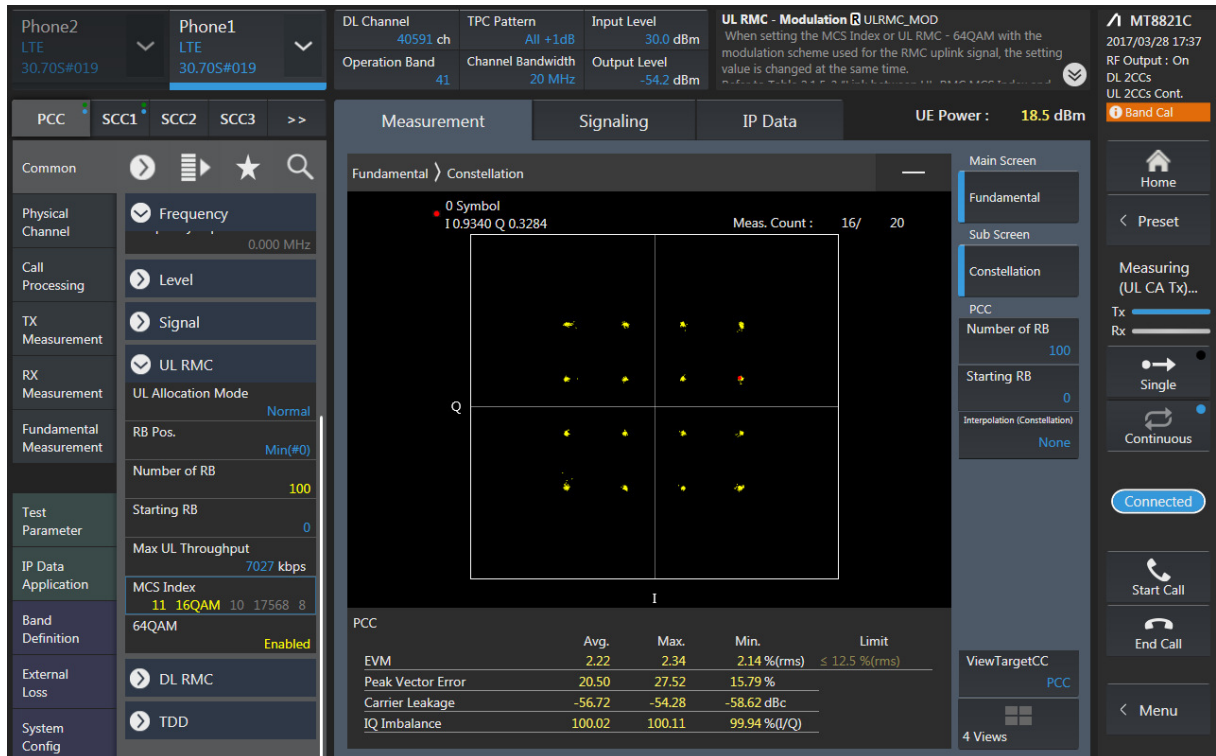 Phone2
LTE
30.70S#019
Phone1
LTE
30.70S#019
DL Channel
40591 ch
TPC Pattern
All +1dB
Input Level
30.0 dBm
Operation Band
41
Channel Bandwidth
20 MHz
Output Level
-54.2 dBm
UL RMC - Modulation R ULRMC_MOD
When setting the MCS Index or UL RMC - 64QAM with the
modulation scheme used for the RMC uplink signal, the setting
value is changed at the same time.
MT8821C
2017/03/28 17:37
RF Output : On
DL 2CCs
UL 2CCs Cont.
Band Cal
PCC
SCC1
SCC2
SCC3
>>
Measurement
Signaling
IP Data
UE Power : 18.5 dBm
Common
Physical
Channel
Call
Processing
TX
Measurement
RX
Measurement
Fundamental
Measurement
Test
Parameter
IP Data
Application
Band
Definition
External
Loss
System
Config
Frequency
0.000 MHz
Level
Signal
UL RMC
UL Allocation Mode
Normal
RB Pos.
Min(#0)
Number of RB
100
Starting RB
0
Max UL Throughput
7027 kbps
MCS Index
11 16QAM 10 17568 8
64QAM
Enabled
DL RMC
TDD
Fundamental 〉 Constellation
0 Symbol
I 0.9340 Q 0.3284
Meas. Count : 16/ 20
Q
I
PCC
Avg. Max. Min. Limit
EVM 2.22 2.34 2.14 %(rms) ≤ 12.5 %(rms)
Peak Vector Error 20.50 27.52 15.79 %
Carrier Leakage -56.72 -54.28 -58.62 dBc
IQ Imbalance 100.02 100.11 99.94 %(I/Q)
Main Screen
Fundamental
Sub Screen
Constellation
PCC
Number of RB
100
Starting RB
0
Interpolation (Constellation)
None
ViewTargetCC
PCC
4 Views
Home
< Preset
Measuring
(UL CA Tx)...
Tx
Rx
Single
Continuous
Connected
Start Call
End Call
< Menu